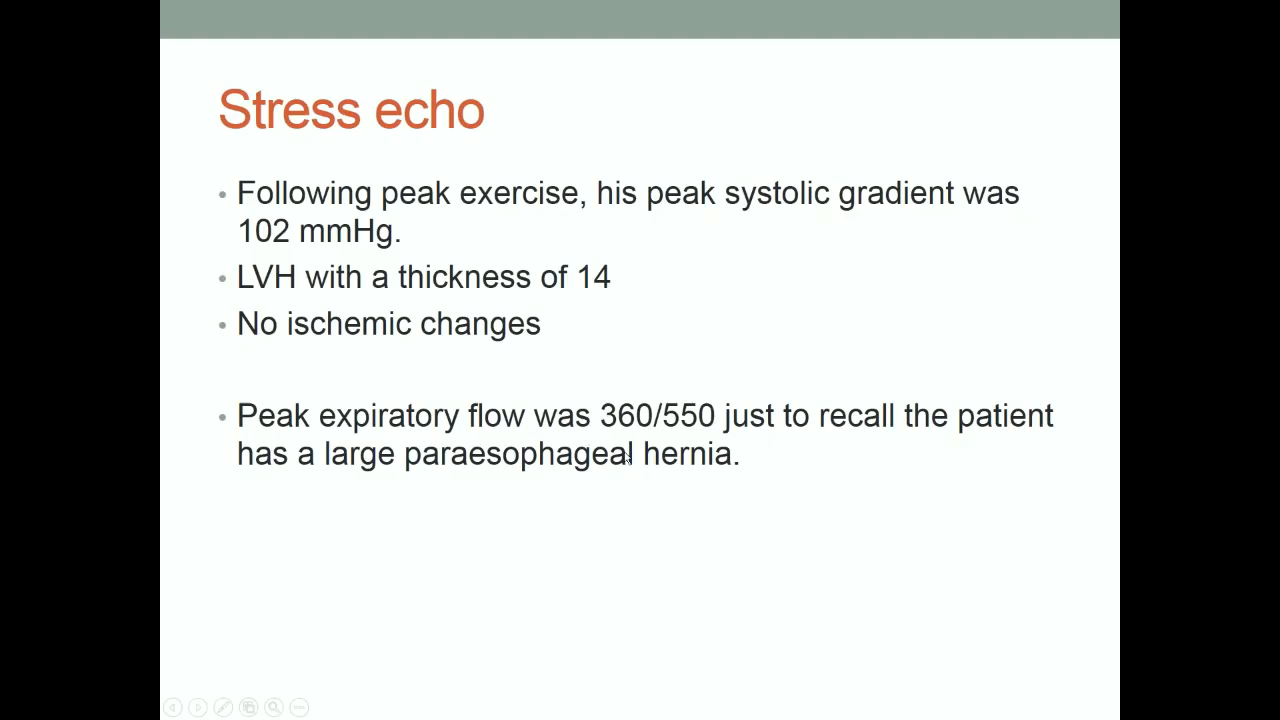 Stress echo
• Following peak exercise, his peak systolic gradient was
102 mmHg.
• LVH with a thickness of 14
• No ischemic changes
• Peak expiratory flow was 360/550 just to recall the patient
has a large paraesophageal hernia.